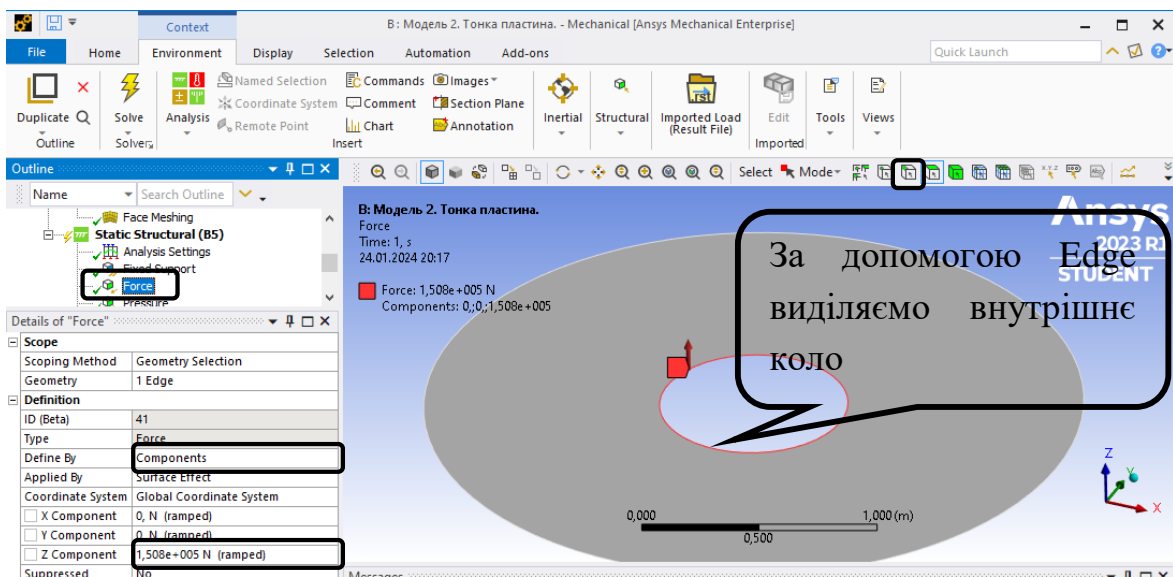 Context
B: Модель 2. Тонка пластина. - Mechanical [Ansys Mechanical Enterprise]
File Home Environment Display Selection Automation Add-ons Quick Launch
Duplicate Q
Outline
Solve
Solvers
Analysis
Named Selection
Coordinate System
Remote Point
Commands
Comment
Chart
Images
Section Plane
Annotation
Insert
Inertial
Structural
Imported Load
(Result File)
Edit
Imported
Tools
Views
Outline
Name Search Outline
Select Mode
Face Meshing
Static Structural (B5)
Analysis Settings
Fixed Support
Force
Pressure
Details of "Force"
Scope
Scoping Method Geometry Selection
Geometry 1 Edge
Definition
ID (Beta) 41
Type Force
Define By Components
Applied By Surface Effect
Coordinate System Global Coordinate System
X Component 0, N (ramped)
Y Component 0, N (ramped)
Z Component 1,508e+005 N (ramped)
Suppressed No
B: Модель 2. Тонка пластина.
Force
Time: 1, s
24.01.2024 20:17
Force: 1,508e+005 N
Components: 0,;0,;1,508e+005
Ansys
2023 R1
STUDENT
За допомогою Edge
виділяємо внутрішнє
коло
0,000 1,000 (m)
0,500
Z
Y
X
Messages